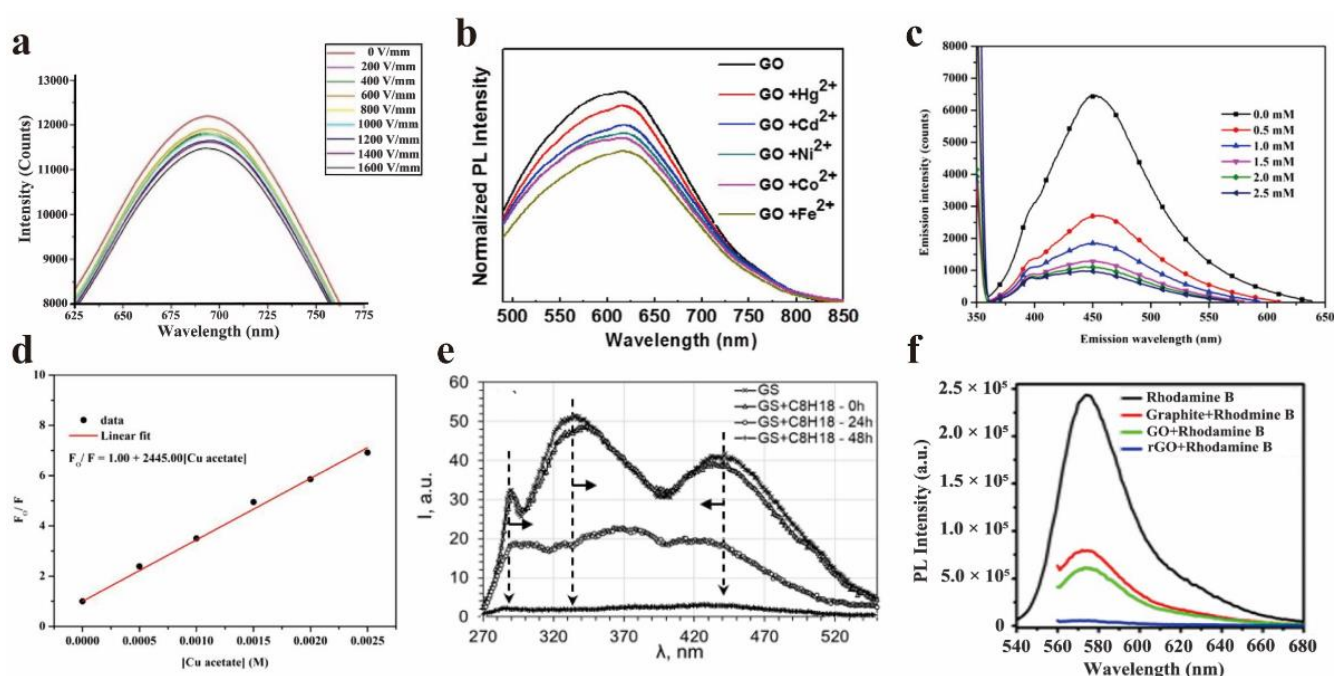 a
0 V/mm
200 V/mm
400 V/mm
600 V/mm
800 V/mm
1000 V/mm
1200 V/mm
1400 V/mm
1600 V/mm
13000
12000
11000
10000
9000
8000
Intensity (Counts)
625 650 675 700 725 750 775
Wavelength (nm)
b
GO
GO +Hg2+
GO +Cd2+
GO +Ni2+
GO +Co2+
GO +Fe2+
Normalized PL Intensity
500 550 600 650 700 750 800 850
Wavelength (nm)
c
8000
7000
6000
5000
4000
3000
2000
1000
0
Emission intensity (counts)
0.0 mM
0.5 mM
1.0 mM
1.5 mM
2.0 mM
2.5 mM
350 400 450 500 550 600 650
Emission wavelength (nm)
d
10
8
6
4
2
0
F0/ F
data
Linear fit
F0/ F = 1.00 + 2445.00[Cu acetate]
0.0000 0.0005 0.0010 0.0015 0.0020 0.0025
[Cu acetate] (M)
e
60
50
40
30
20
10
0
I, a.u.
GS
GS+C8H18 - 0h
GS+C8H18 - 24h
GS+C8H18 - 48h
270 320 370 420 470 520
λ, nm
f
2.5 × 10⁵
2.0 × 10⁵
1.5 × 10⁵
1.0 × 10⁵
5.0 × 10⁴
0
PL Intensity (a.u.)
Rhodamine B
Graphite+Rhodmine B
GO+Rhodamine B
rGO+Rhodamine B
540 560 580 600 620 640 660 680
Wavelength (nm)